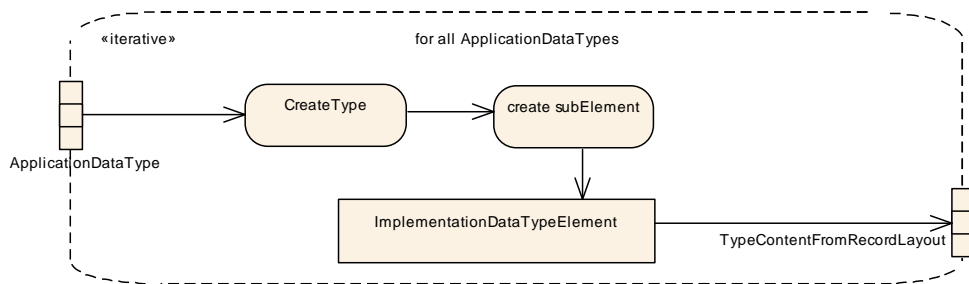 «iterative»
for all ApplicationDataTypes
CreateType
create subElement
ApplicationDataType
ImplementationDataTypeElement
TypeContentFromRecordLayout